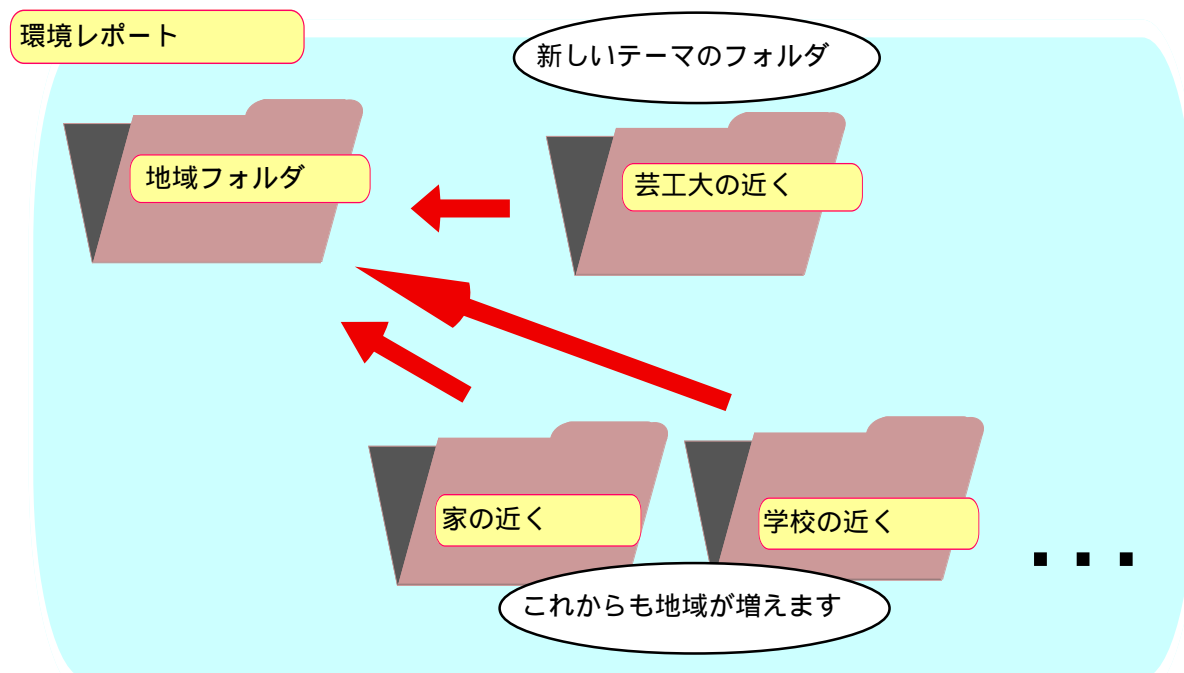 環境レポート
新しいテーマのフォルダ
地域フォルダ
芸工大の近く
家の近く
学校の近く
...
これからも地域が増えます